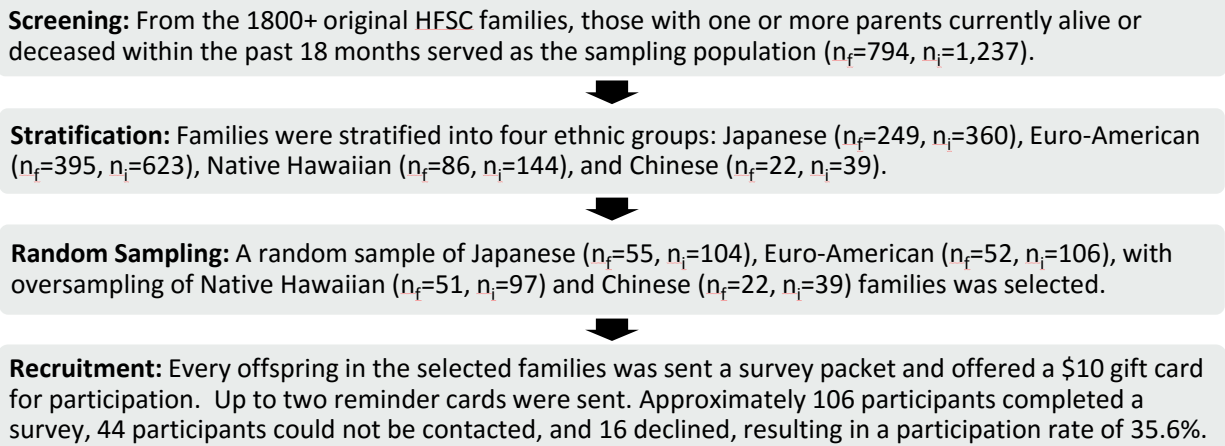 Screening: From the 1800+ original HFSC families, those with one or more parents currently alive or
deceased within the past 18 months served as the sampling population (nf=794, ni=1,237).
Stratification: Families were stratified into four ethnic groups: Japanese (nf=249, ni=360), Euro-American
(nf=395, ni=623), Native Hawaiian (nf=86, ni=144), and Chinese (nf=22, ni=39).
Random Sampling: A random sample of Japanese (nf=55, ni=104), Euro-American (nf=52, ni=106), with
oversampling of Native Hawaiian (nf=51, ni=97) and Chinese (nf=22, ni=39) families was selected.
Recruitment: Every offspring in the selected families was sent a survey packet and offered a $10 gift card
for participation. Up to two reminder cards were sent. Approximately 106 participants completed a
survey, 44 participants could not be contacted, and 16 declined, resulting in a participation rate of 35.6%.